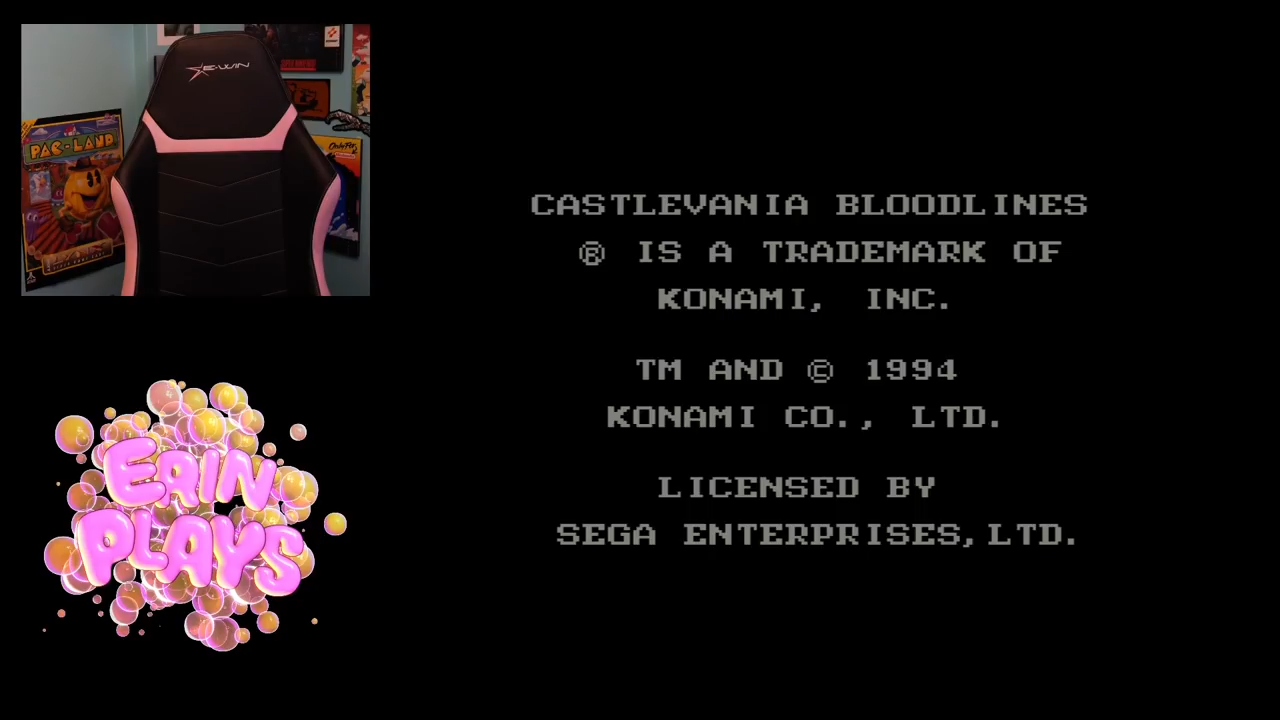 E-WIN
PAC-LAND
CASTLEVANIA BLOODLINES
® IS A TRADEMARK OF
KONAMI, INC.
TM AND © 1994
KONAMI CO., LTD.
LICENSED BY
SEGA ENTERPRISES,LTD.
ERIN
PLAYS